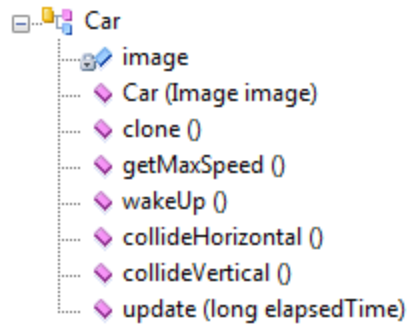 Car
image
Car (Image image)
clone ()
getMaxSpeed ()
wakeUp ()
collideHorizontal ()
collideVertical ()
update (long elapsedTime)